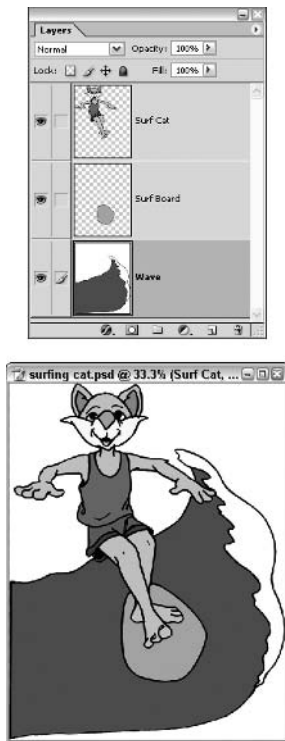 Layers
Normal Opacity: 100%
Lock: Fill: 100%
Surf Cat
Surf Board
Wave
surfing cat.psd @ 33.3% (Surf Cat, ...